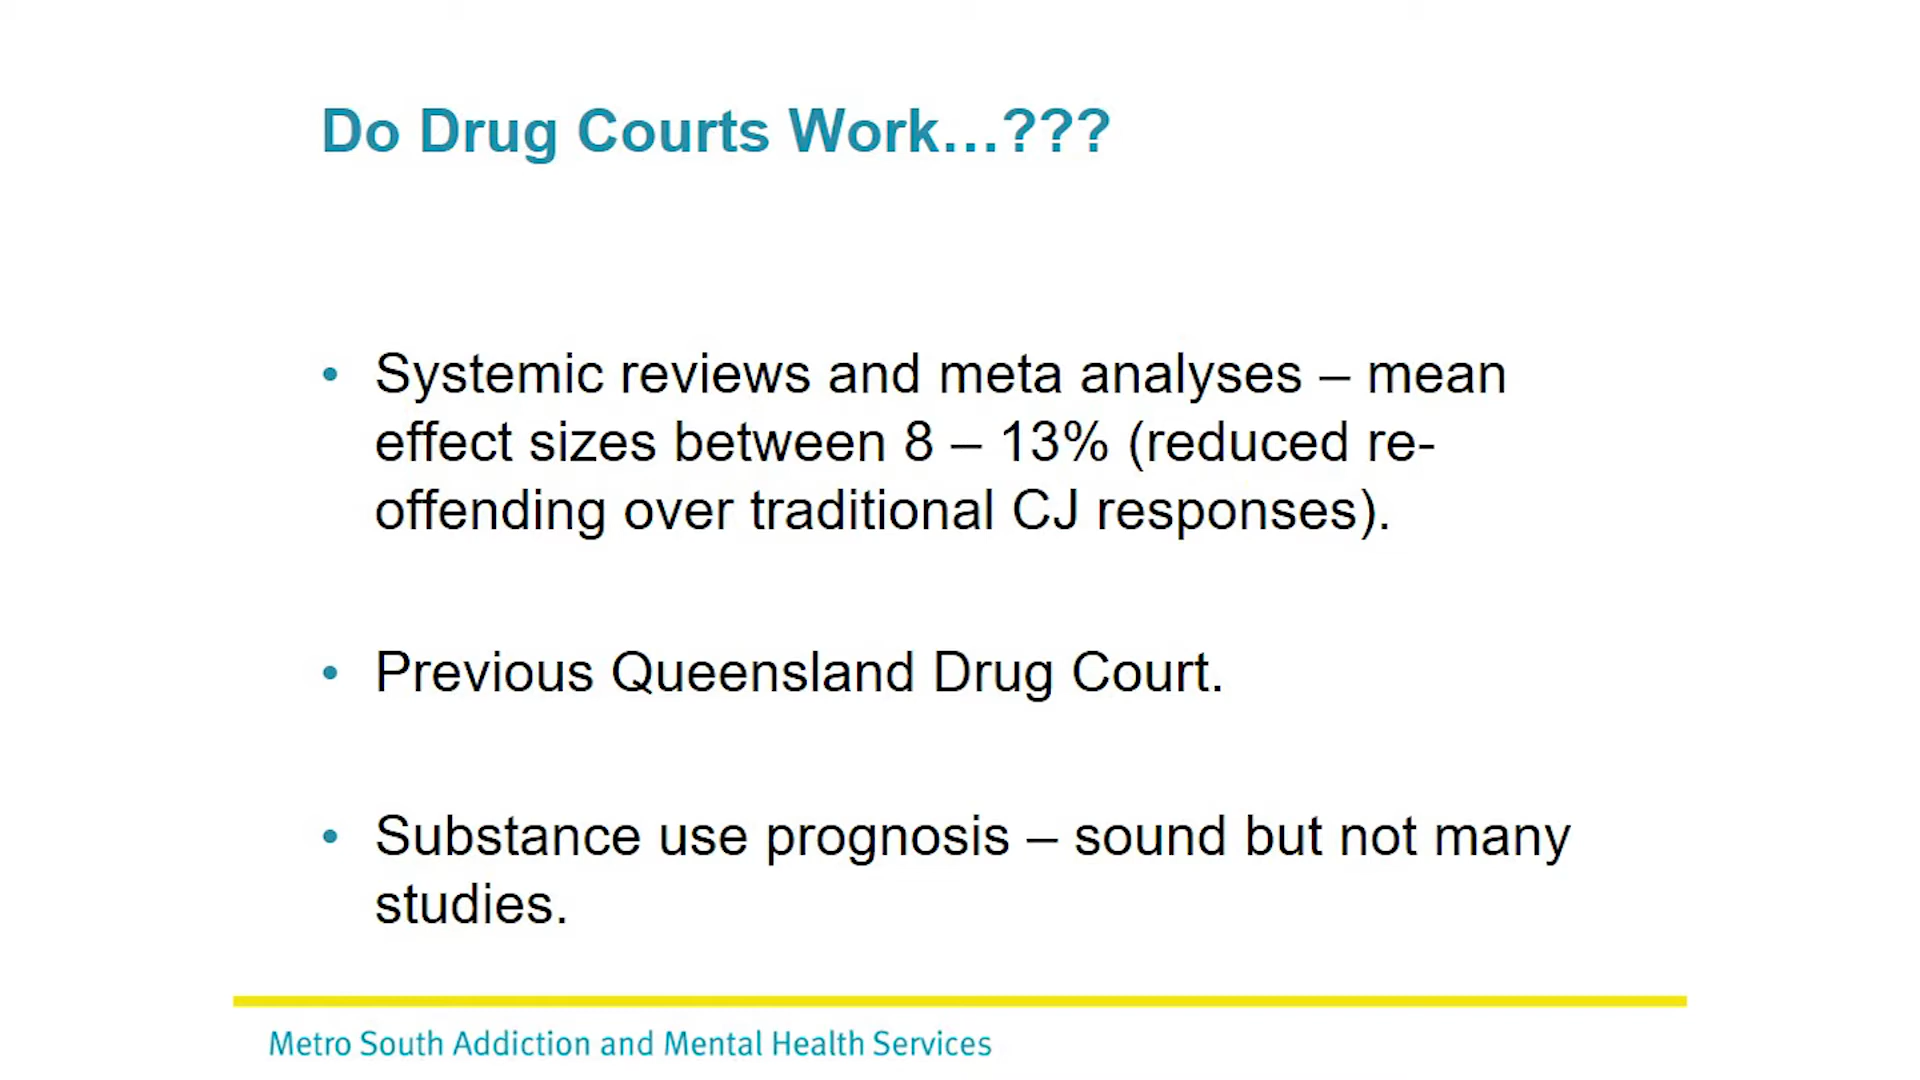 Do Drug Courts Work…???
• Systemic reviews and meta analyses – mean
effect sizes between 8 – 13% (reduced re-
offending over traditional CJ responses).
• Previous Queensland Drug Court.
• Substance use prognosis – sound but not many
studies.
Metro South Addiction and Mental Health Services